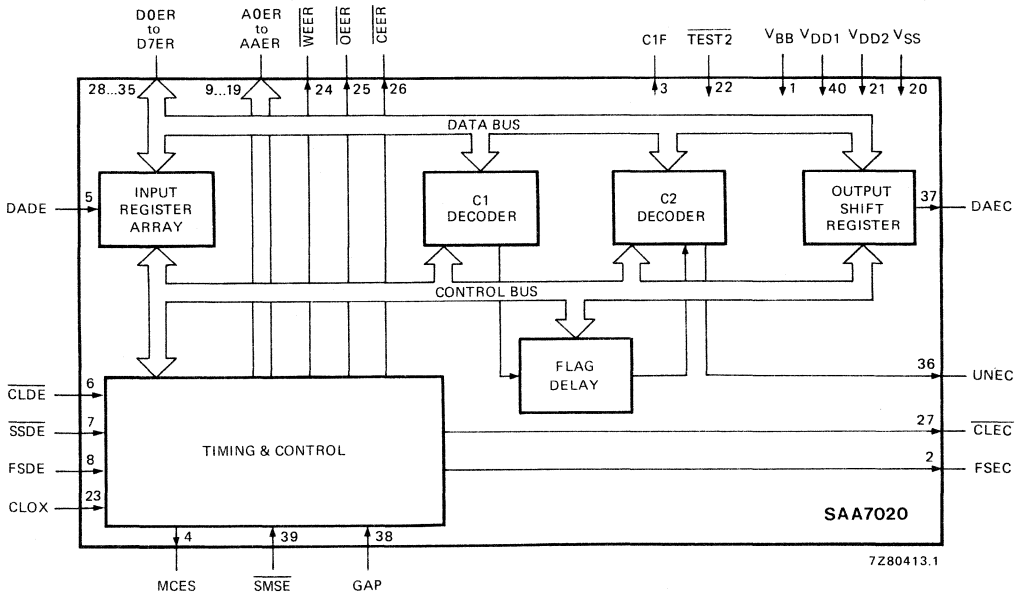 D0ER
to
D7ER
A0ER
to
AAER
WEER
OEER
CEER
C1F
TEST2
VBB
VDD1
VDD2
VSS
28...35
9...19
24
25
26
3
22
1
40
21
20
DATA BUS
DADE
5
INPUT
REGISTER
ARRAY
C1
DECODER
C2
DECODER
OUTPUT
SHIFT
REGISTER
37
DAEC
CONTROL BUS
FLAG
DELAY
36
UNEC
CLDE
6
SSDE
7
FSDE
8
CLOX
23
TIMING & CONTROL
27
CLEC
2
FSEC
SAA7020
4
39
38
MCES
SMSE
GAP
7Z80413.1